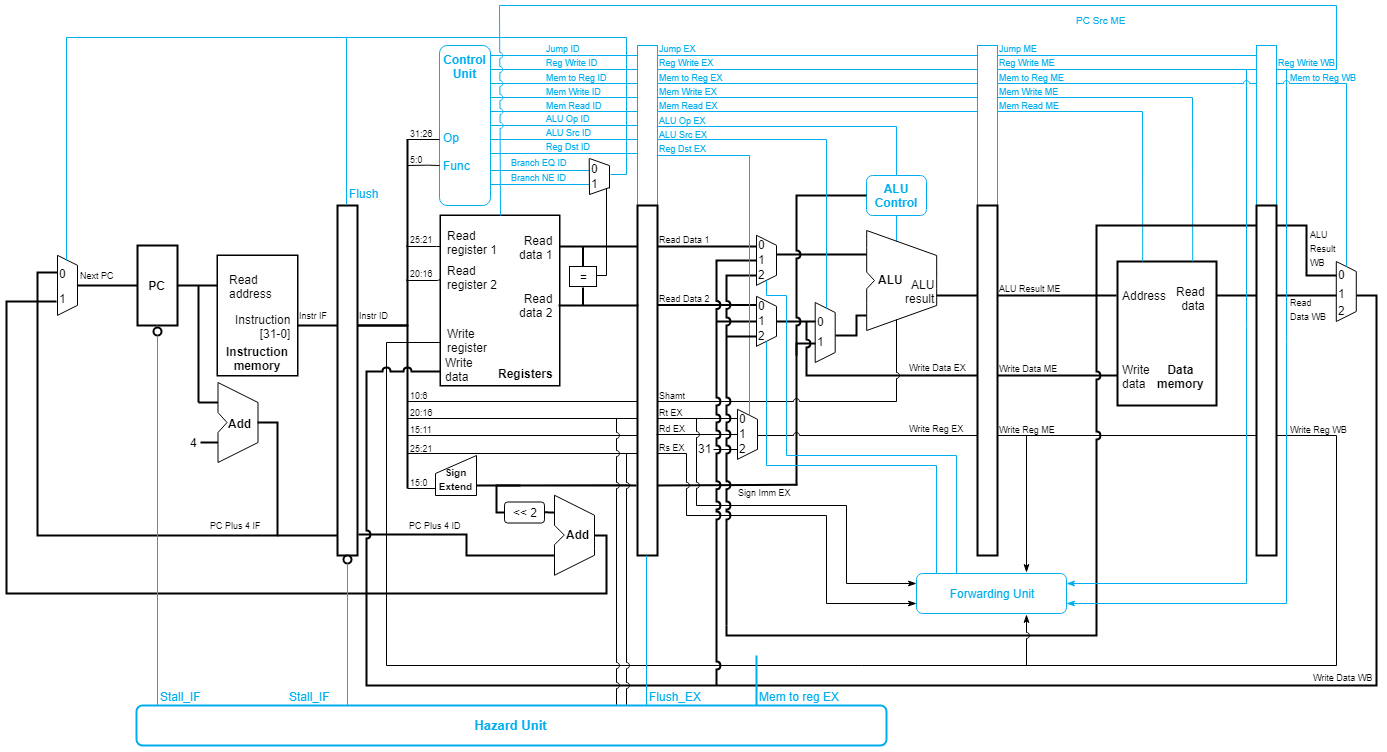 PC Src ME
Jump ID
Jump EX
Jump ME
Control
Unit
Reg Write ID
Reg Write EX
Reg Write ME
Reg Write WB
Mem to Reg ID
Mem to Reg EX
Mem to Reg ME
Mem to Reg WB
Mem Write ID
Mem Write EX
Mem Write ME
Mem Read ID
Mem Read EX
Mem Read ME
ALU Op ID
ALU Op EX
31:26
Op
ALU Src ID
ALU Src EX
Reg Dst ID
Reg Dst EX
5:0
Func
Branch EQ ID
Branch NE ID
0
1
Flush
ALU
Control
25:21
Read
register 1
Read
data 1
Read Data 1
20:16
Read
register 2
=
Read
data 2
Read Data 2
Write
register
Write
data
Registers
0
1
Next PC
PC
Read
address
Instruction
[31-0]
Instruction
memory
Instr IF
Instr ID
0
1
2
0
1
2
0
1
ALU
ALU
result
ALU Result ME
Address
Read
data
Write
data
Data
memory
ALU
Result
WB
Read
Data WB
0
1
2
Write Data EX
Write Data ME
4
Add
10:6
Shamt
20:16
Rt EX
15:11
Rd EX
25:21
Rs EX
0
1
2
31
Write Reg EX
Write Reg ME
Write Reg WB
15:0
Sign
Extend
Sign Imm EX
<< 2
Add
PC Plus 4 IF
PC Plus 4 ID
Forwarding Unit
Write Data WB
Stall_IF
Stall_IF
Flush_EX
Mem to reg EX
Hazard Unit